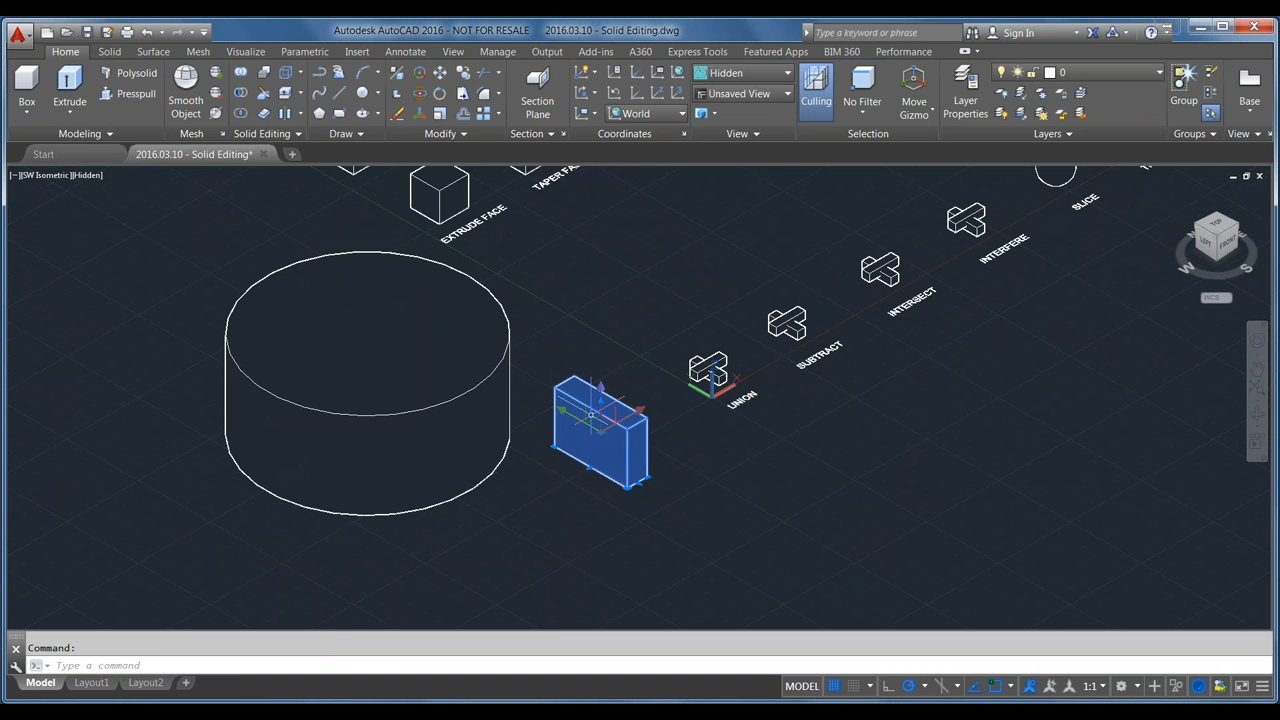 Autodesk AutoCAD 2016 - NOT FOR RESALE 2016.03.10 - Solid Editing.dwg
Type a keyword or phrase
Sign In
Home Solid Surface Mesh Visualize Parametric Insert Annotate View Manage Output Add-ins A360 Express Tools Featured Apps BIM 360 Performance
Box
Extrude
Polysolid
Presspull
Smooth
Object
Section
Plane
World
Hidden
Unsaved View
Culling
No Filter
Move
Gizmo
Layer
Properties
0
Group
Base
Modeling
Mesh
Solid Editing
Draw
Modify
Section
Coordinates
View
Selection
Layers
Groups
View
Start
2016.03.10 - Solid Editing*
[−][SW Isometric][Hidden]
EXTRUDE FACE
SLICE
INTERFERE
INTERSECT
SUBTRACT
UNION
TOP
LEFT
FRONT
W
S
WCS
X
Command:
Type a command
Model Layout1 Layout2
MODEL
1:1